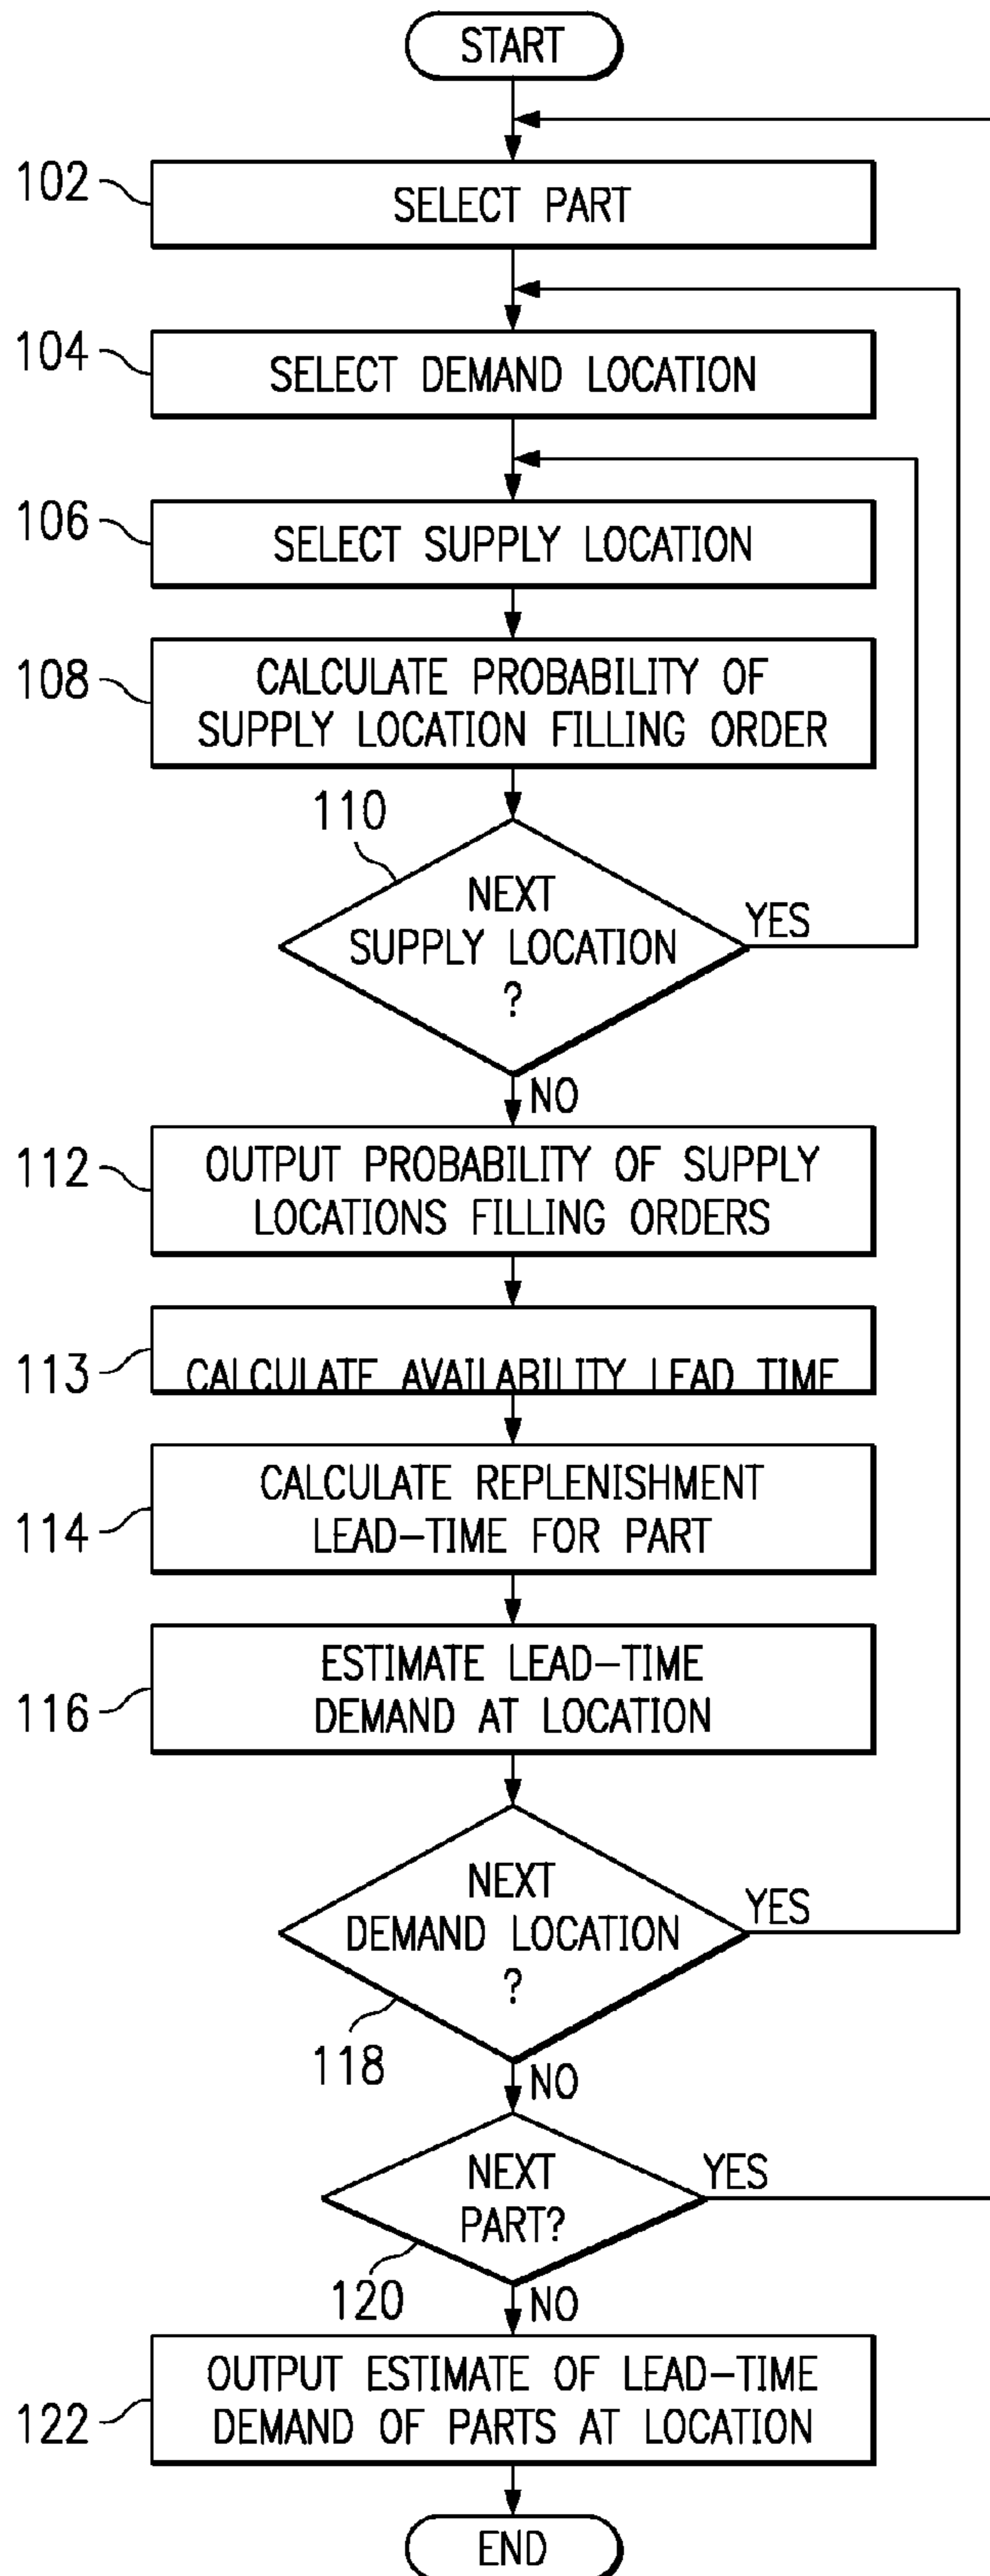 START
102
SELECT PART
104
SELECT DEMAND LOCATION
106
SELECT SUPPLY LOCATION
108
CALCULATE PROBABILITY OF
SUPPLY LOCATION FILLING ORDER
110
NEXT
SUPPLY LOCATION
?
YES
NO
112
OUTPUT PROBABILITY OF SUPPLY
LOCATIONS FILLING ORDERS
113
CALCULATE AVAILABILITY LEAD TIME
114
CALCULATE REPLENISHMENT
LEAD-TIME FOR PART
116
ESTIMATE LEAD-TIME
DEMAND AT LOCATION
NEXT
DEMAND LOCATION
?
YES
118
NO
NEXT
PART?
YES
120
NO
122
OUTPUT ESTIMATE OF LEAD-TIME
DEMAND OF PARTS AT LOCATION
END